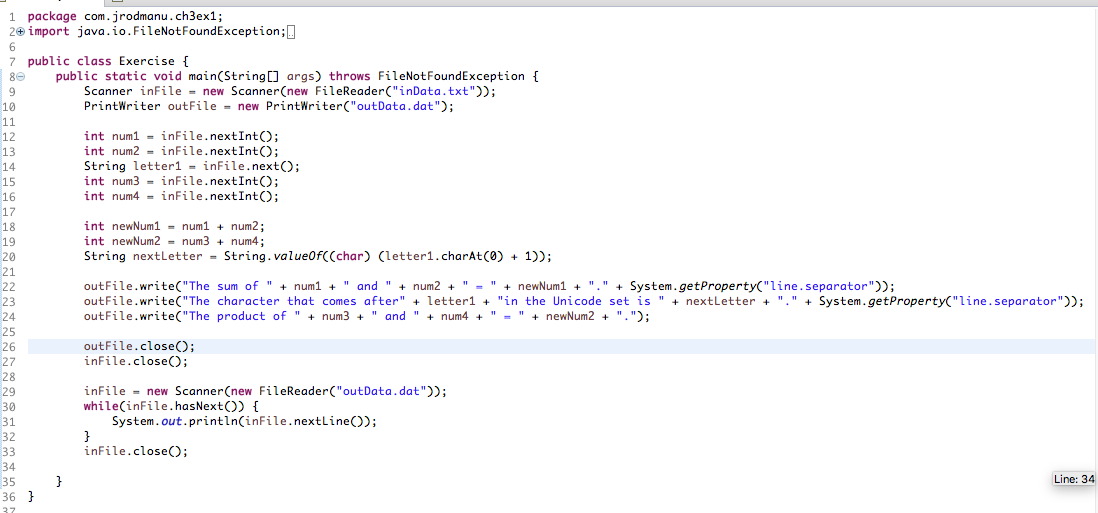 1 package com.jrodmanu.ch3ex1;
2 import java.io.FileNotFoundException;
6
7 public class Exercise {
8     public static void main(String[] args) throws FileNotFoundException {
9         Scanner inFile = new Scanner(new FileReader("inData.txt"));
10         PrintWriter outFile = new PrintWriter("outData.dat");
11
12         int num1 = inFile.nextInt();
13         int num2 = inFile.nextInt();
14         String letter1 = inFile.next();
15         int num3 = inFile.nextInt();
16         int num4 = inFile.nextInt();
17
18         int newNum1 = num1 + num2;
19         int newNum2 = num3 + num4;
20         String nextLetter = String.valueOf((char) (letter1.charAt(0) + 1));
21
22         outFile.write("The sum of " + num1 + " and " + num2 + " = " + newNum1 + "." + System.getProperty("line.separator"));
23         outFile.write("The character that comes after" + letter1 + "in the Unicode set is " + nextLetter + "." + System.getProperty("line.separator"));
24         outFile.write("The product of " + num3 + " and " + num4 + " = " + newNum2 + ".");
25
26         outFile.close();
27         inFile.close();
28
29         inFile = new Scanner(new FileReader("outData.dat"));
30         while(inFile.hasNext()) {
31             System.out.println(inFile.nextLine());
32         }
33         inFile.close();
34
35     }
Line: 34
36 }
37